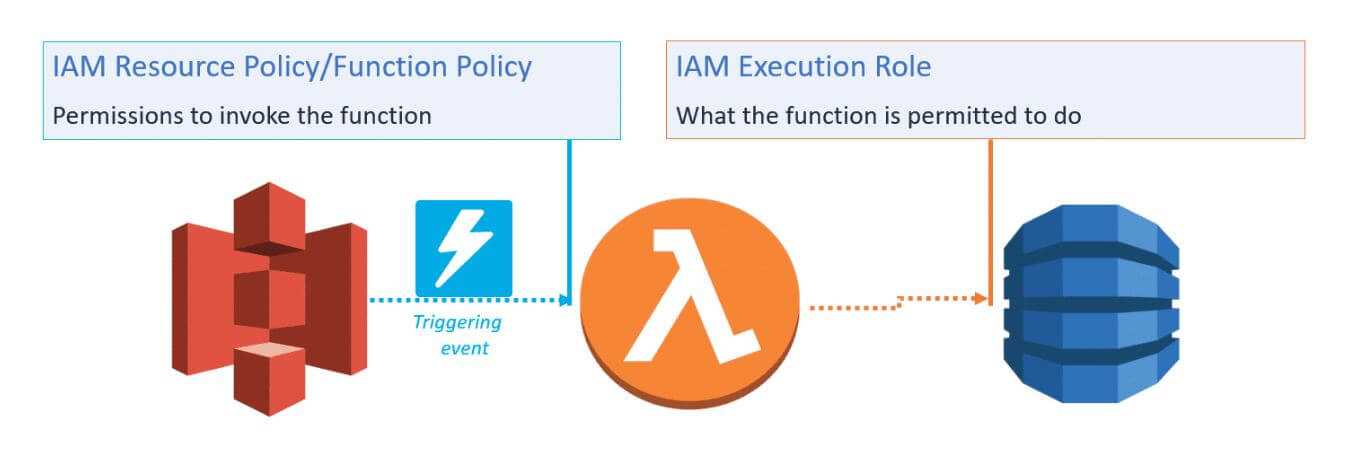 IAM Resource Policy/Function Policy
Permissions to invoke the function
IAM Execution Role
What the function is permitted to do
Triggering
event